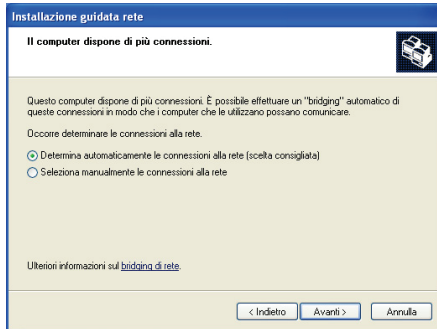 Installazione guidata rete
Il computer dispone di più connessioni.
Questo computer dispone di più connessioni. È possibile effettuare un "bridging" automatico di
queste connessioni in modo che i computer che le utilizzano possano comunicare.
Occorre determinare le connessioni alla rete.
Determina automaticamente le connessioni alla rete (scelta consigliata)
Seleziona manualmente le connessioni alla rete
Ulteriori informazioni sul bridging di rete.
< Indietro Avanti > Annulla